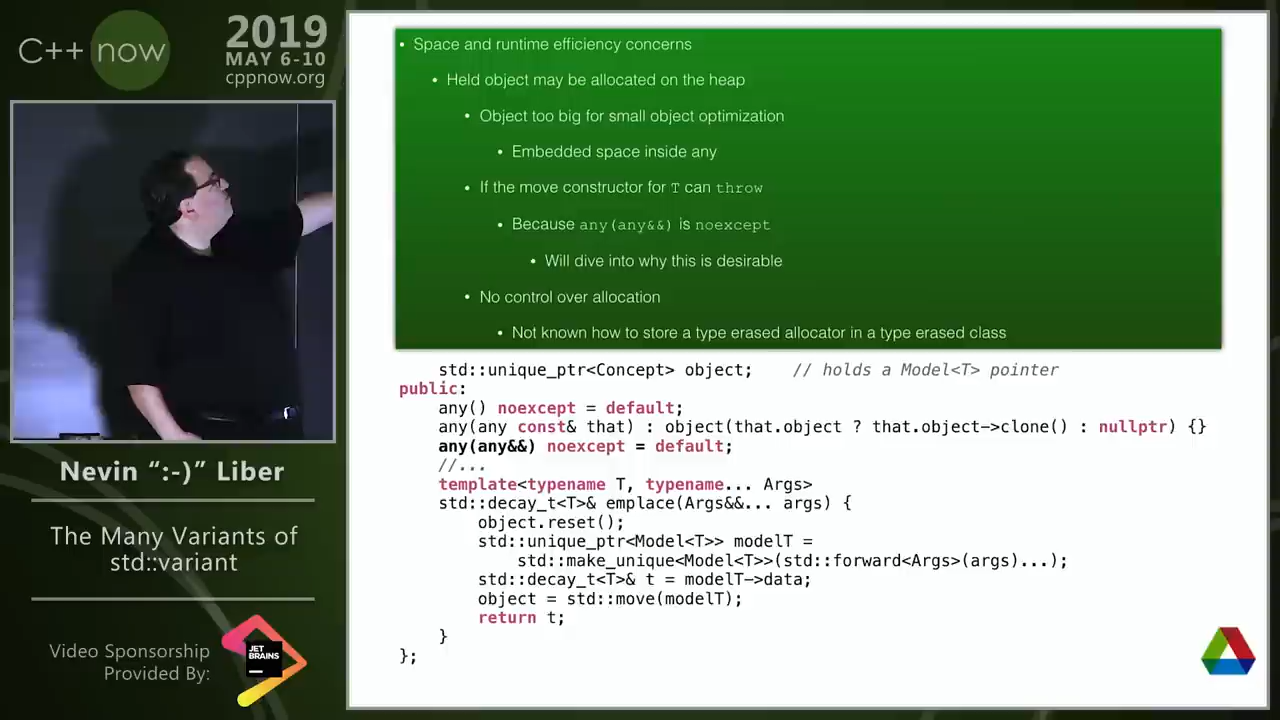 C++ now
2019
MAY 6-10
cppnow.org
• Space and runtime efficiency concerns
• Held object may be allocated on the heap
• Object too big for small object optimization
• Embedded space inside any
• If the move constructor for T can throw
• Because any(any&&) is noexcept
• Will dive into why this is desirable
• No control over allocation
• Not known how to store a type erased allocator in a type erased class
std::unique_ptr<Concept> object;    // holds a Model<T> pointer
public:
any() noexcept = default;
any(any const& that) : object(that.object ? that.object->clone() : nullptr) {}
any(any&&) noexcept = default;
//...
template<typename T, typename... Args>
std::decay_t<T>& emplace(Args&&... args) {
object.reset();
std::unique_ptr<Model<T>> modelT =
std::make_unique<Model<T>>(std::forward<Args>(args)...);
std::decay_t<T>& t = modelT->data;
object = std::move(modelT);
return t;
}
};
Nevin “:-)” Liber
The Many Variants of
std::variant
Video Sponsorship
Provided By:
JET
BRAINS